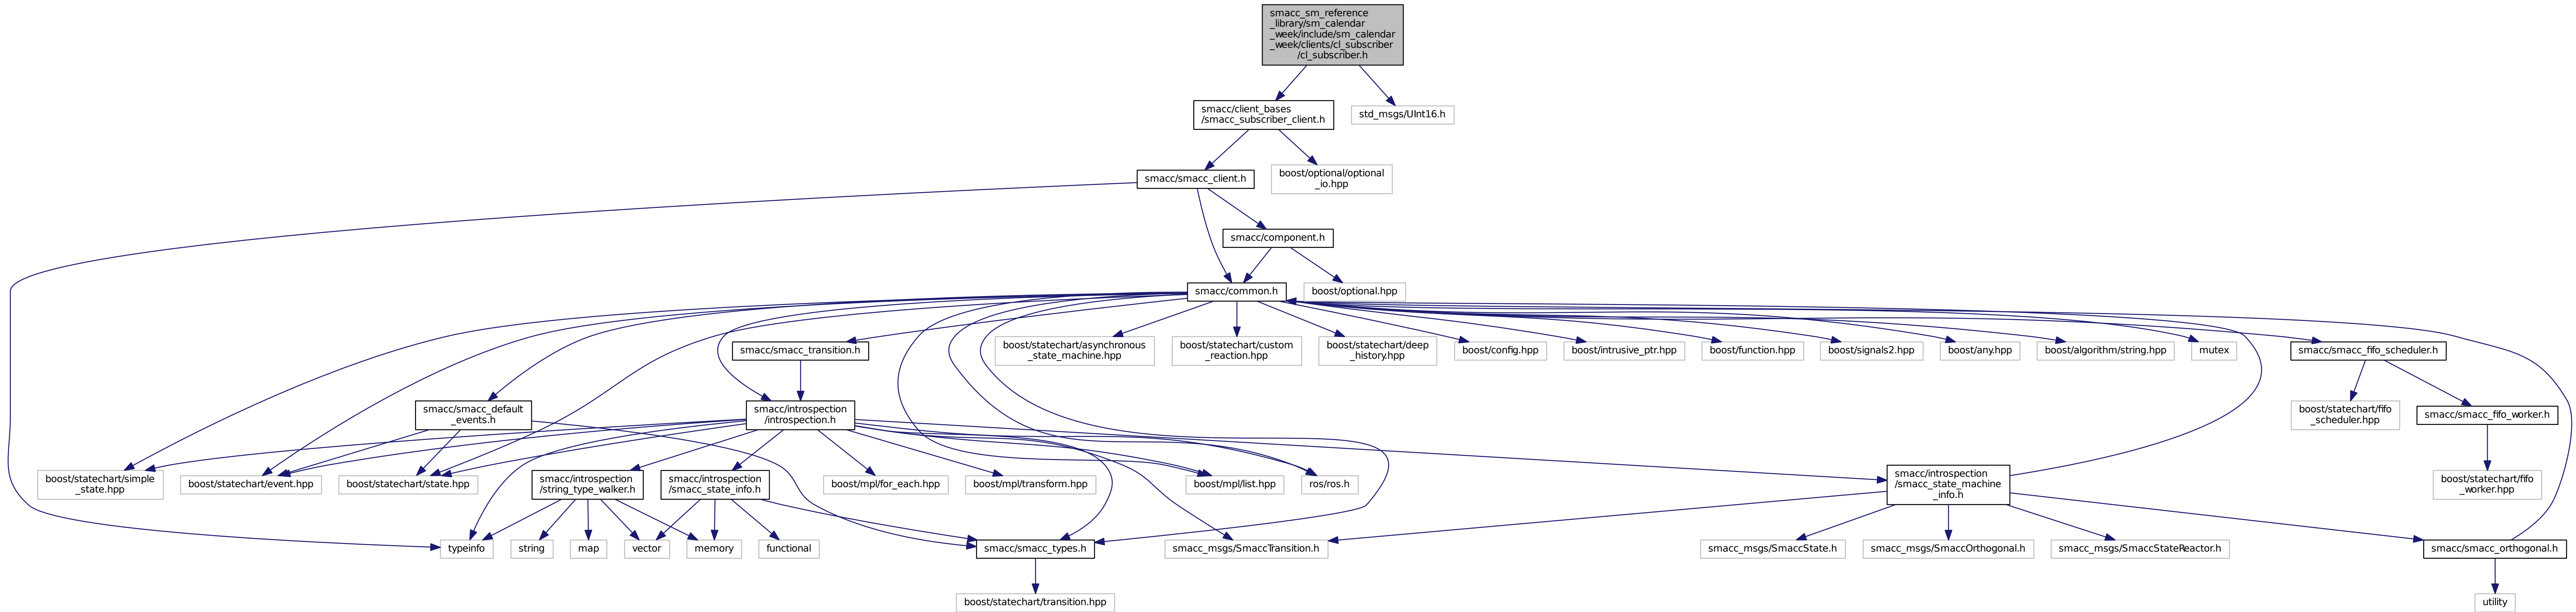 smacc_sm_reference
_library/sm_calendar
_week/include/sm_calendar
_week/clients/cl_subscriber
/cl_subscriber.h
smacc/client_bases
/smacc_subscriber_client.h
std_msgs/UInt16.h
smacc/smacc_client.h
boost/optional/optional
_io.hpp
smacc/component.h
smacc/common.h
boost/optional.hpp
smacc/smacc_transition.h
boost/statechart/asynchronous
_state_machine.hpp
boost/statechart/custom
_reaction.hpp
boost/statechart/deep
_history.hpp
boost/config.hpp
boost/intrusive_ptr.hpp
boost/function.hpp
boost/signals2.hpp
boost/any.hpp
boost/algorithm/string.hpp
mutex
smacc/smacc_fifo_scheduler.h
smacc/smacc_default
_events.h
smacc/introspection
/introspection.h
boost/statechart/fifo
_scheduler.hpp
smacc/smacc_fifo_worker.h
boost/statechart/simple
_state.hpp
boost/statechart/event.hpp
boost/statechart/state.hpp
smacc/introspection
/string_type_walker.h
smacc/introspection
/smacc_state_info.h
boost/mpl/for_each.hpp
boost/mpl/transform.hpp
boost/mpl/list.hpp
ros/ros.h
smacc/introspection
/smacc_state_machine
_info.h
boost/statechart/fifo
_worker.hpp
typeinfo
string
map
vector
memory
functional
smacc/smacc_types.h
smacc_msgs/SmaccTransition.h
smacc_msgs/SmaccState.h
smacc_msgs/SmaccOrthogonal.h
smacc_msgs/SmaccStateReactor.h
smacc/smacc_orthogonal.h
boost/statechart/transition.hpp
utility